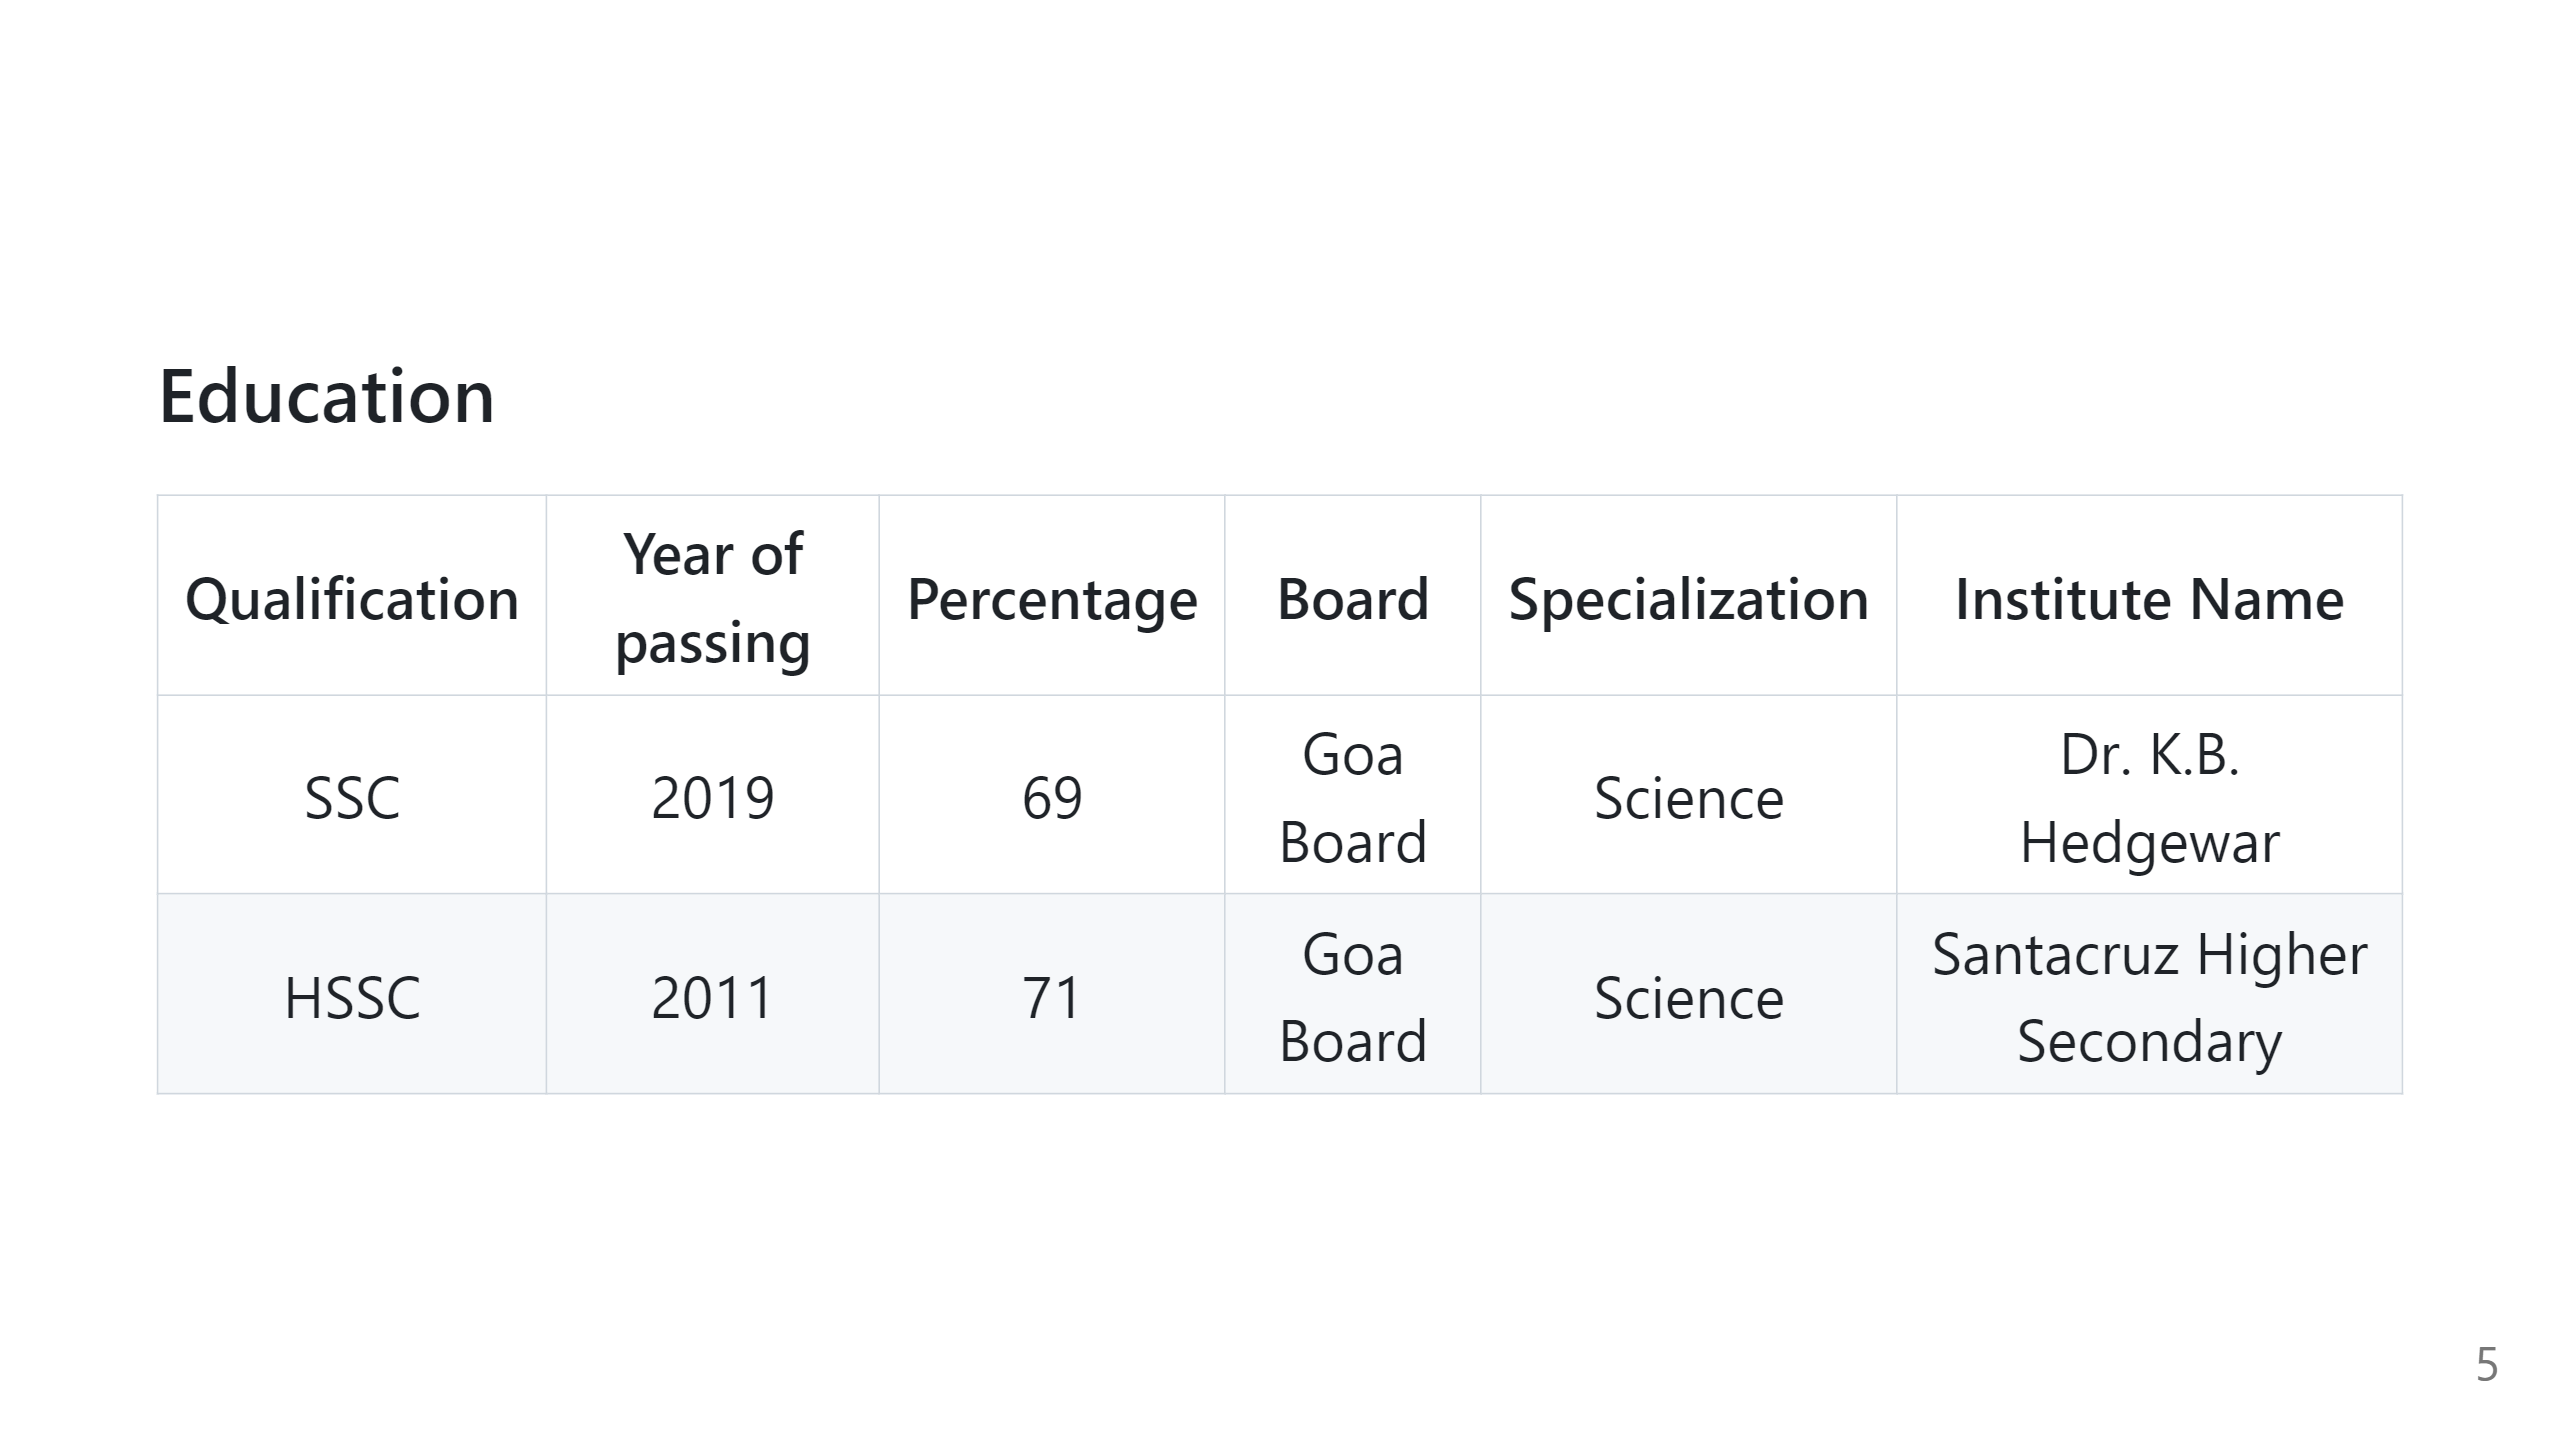 Education
Qualification Year of passing Percentage Board Specialization Institute Name
SSC 2019 69 Goa Board Science Dr. K.B. Hedgewar
HSSC 2011 71 Goa Board Science Santacruz Higher Secondary
5